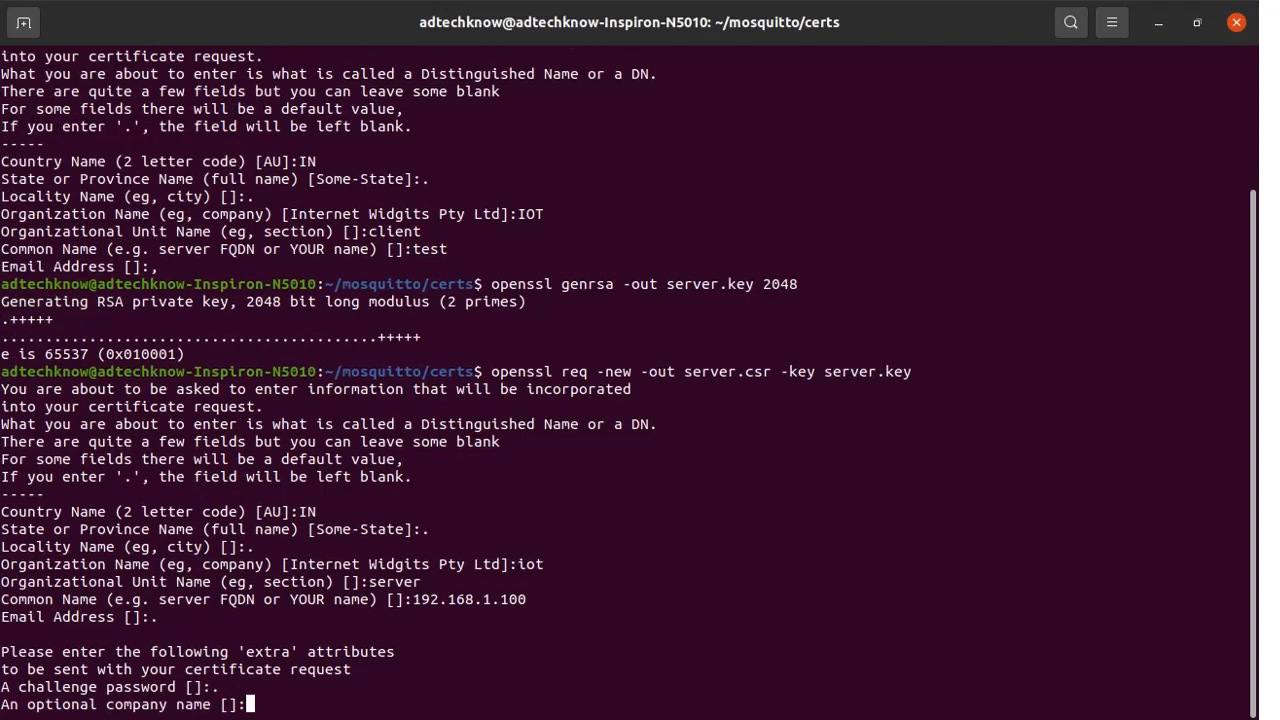 adtechknow@adtechknow-Inspiron-N5010: ~/mosquitto/certs
into your certificate request.
What you are about to enter is what is called a Distinguished Name or a DN.
There are quite a few fields but you can leave some blank
For some fields there will be a default value,
If you enter '.', the field will be left blank.
-----
Country Name (2 letter code) [AU]:IN
State or Province Name (full name) [Some-State]:.
Locality Name (eg, city) []:.
Organization Name (eg, company) [Internet Widgits Pty Ltd]:IOT
Organizational Unit Name (eg, section) []:client
Common Name (e.g. server FQDN or YOUR name) []:test
Email Address []:,
adtechknow@adtechknow-Inspiron-N5010:~/mosquitto/certs$ openssl genrsa -out server.key 2048
Generating RSA private key, 2048 bit long modulus (2 primes)
.+++++
...........................................+++++
e is 65537 (0x010001)
adtechknow@adtechknow-Inspiron-N5010:~/mosquitto/certs$ openssl req -new -out server.csr -key server.key
You are about to be asked to enter information that will be incorporated
into your certificate request.
What you are about to enter is what is called a Distinguished Name or a DN.
There are quite a few fields but you can leave some blank
For some fields there will be a default value,
If you enter '.', the field will be left blank.
-----
Country Name (2 letter code) [AU]:IN
State or Province Name (full name) [Some-State]:.
Locality Name (eg, city) []:.
Organization Name (eg, company) [Internet Widgits Pty Ltd]:iot
Organizational Unit Name (eg, section) []:server
Common Name (e.g. server FQDN or YOUR name) []:192.168.1.100
Email Address []:.

Please enter the following 'extra' attributes
to be sent with your certificate request
A challenge password []:.
An optional company name []: